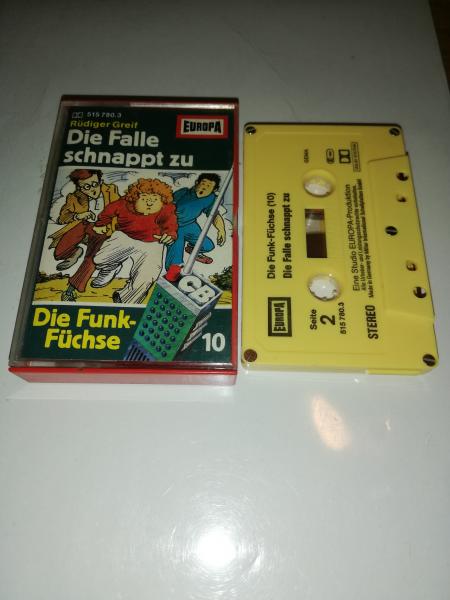 515 780.3
Rüdiger Greif
EUROPA
Die Falle
schnappt zu
CB
Die Funk-
Füchse
10
EUROPA
Seite
2
515 780.3
STEREO
Die Funk-Füchse (10)
Die Falle schnappt zu
Eine Studio EUROPA-Produktion
GEMA